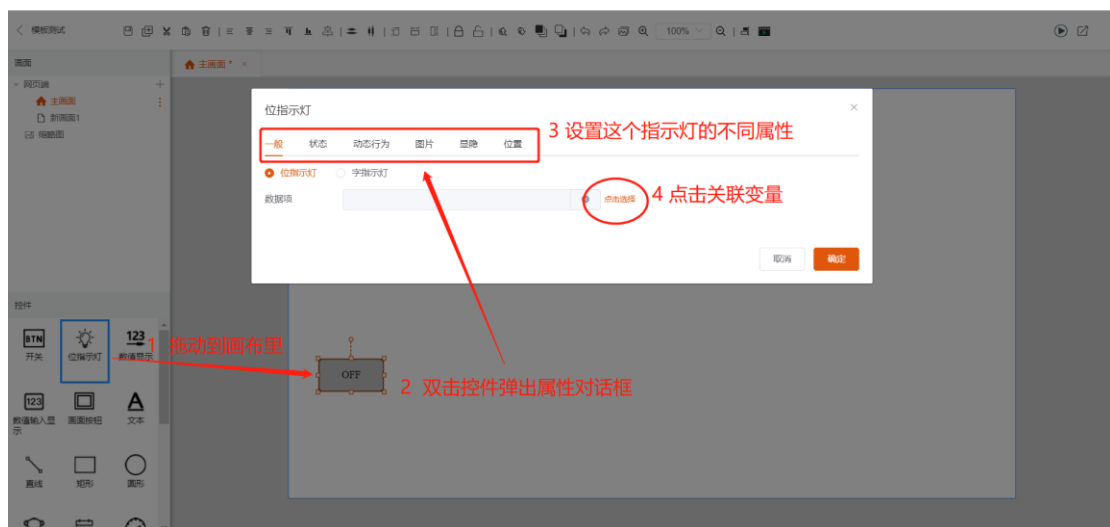 模板测试
100%
画面
主画面 *
网页端
主画面
新画面1
缩略图
位指示灯
3 设置这个指示灯的不同属性
一般 状态 动态行为 图片 显隐 位置
位指示灯 字指示灯
数据项
点击选择
4 点击关联变量
取消 确定
控件
BTN
123
开关
位指示灯
数值显示
1 拖动到画布里
OFF
2 双击控件弹出属性对话框
123
A
数值输入显示
画面按钮
文本
直线
矩形
圆形